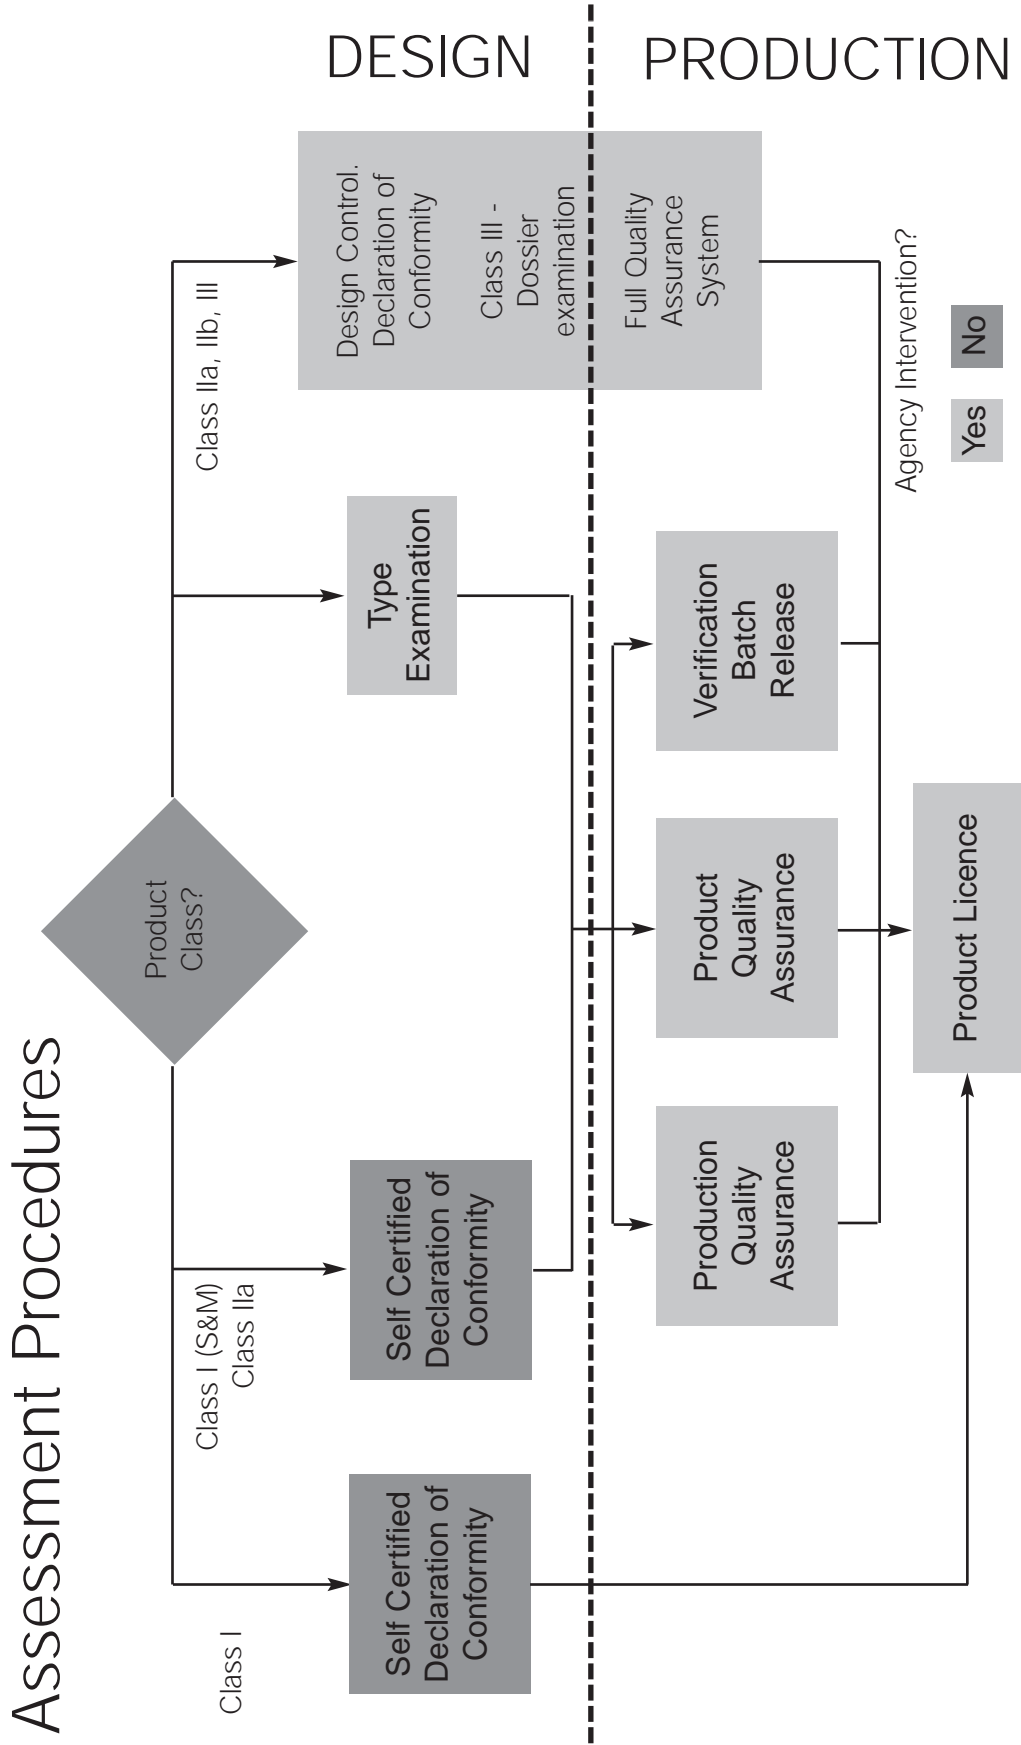 Assessment Procedures
Product
Class?
Class I
Class I (S&M)
Class IIa
Class IIa, IIb, III
Self Certified
Declaration of
Conformity
Self Certified
Declaration of
Conformity
Type
Examination
Design Control.
Declaration of
Conformity
Class III -
Dossier
examination
DESIGN
Full Quality
Assurance
System
PRODUCTION
Production
Quality
Assurance
Product
Quality
Assurance
Verification
Batch
Release
Product Licence
Agency Intervention?
Yes
No